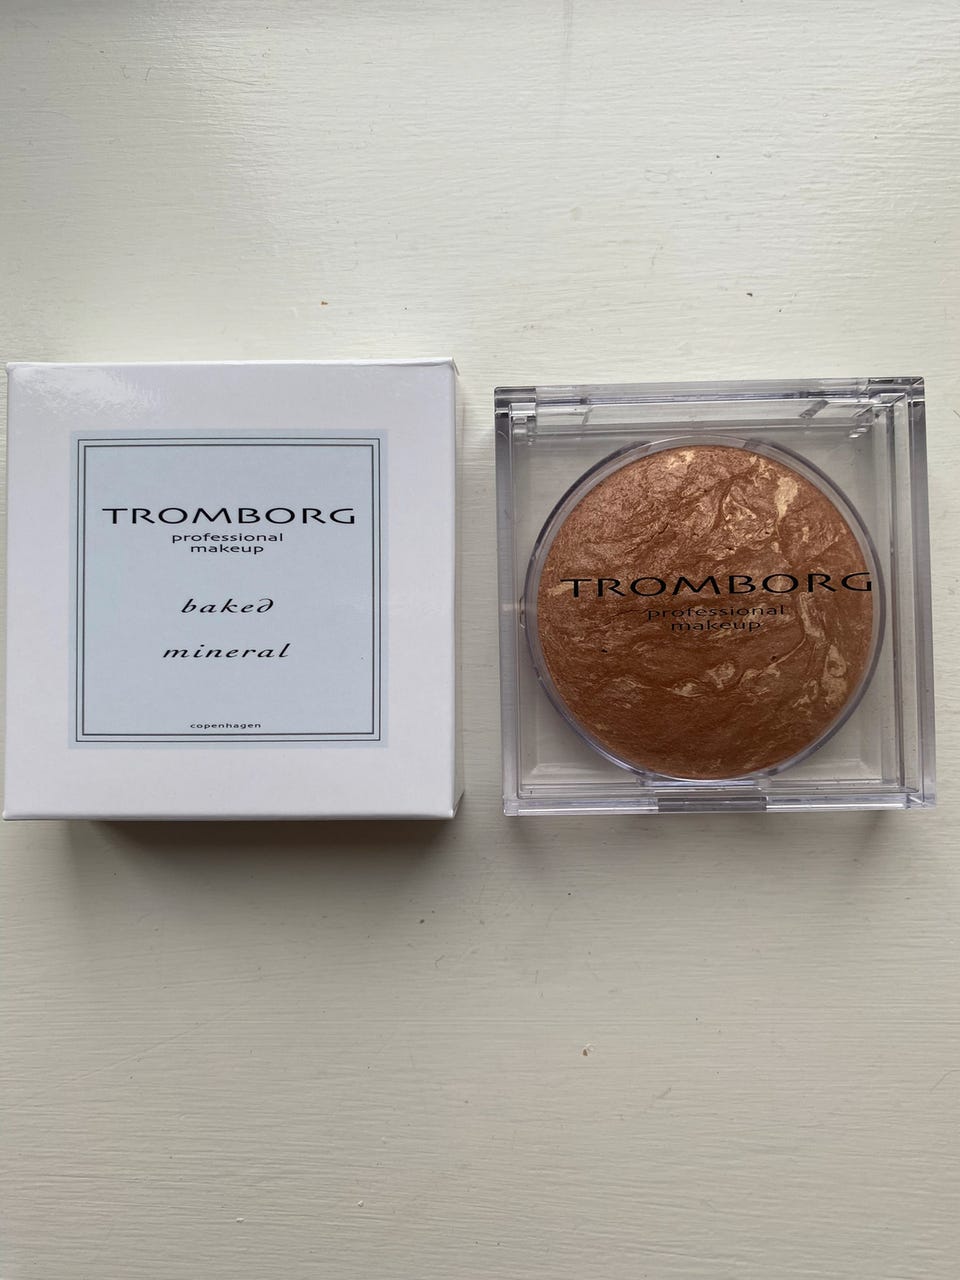 TROMBORG
professional
makeup
baked
mineral
copenhagen
TROMBORG
professional
makeup